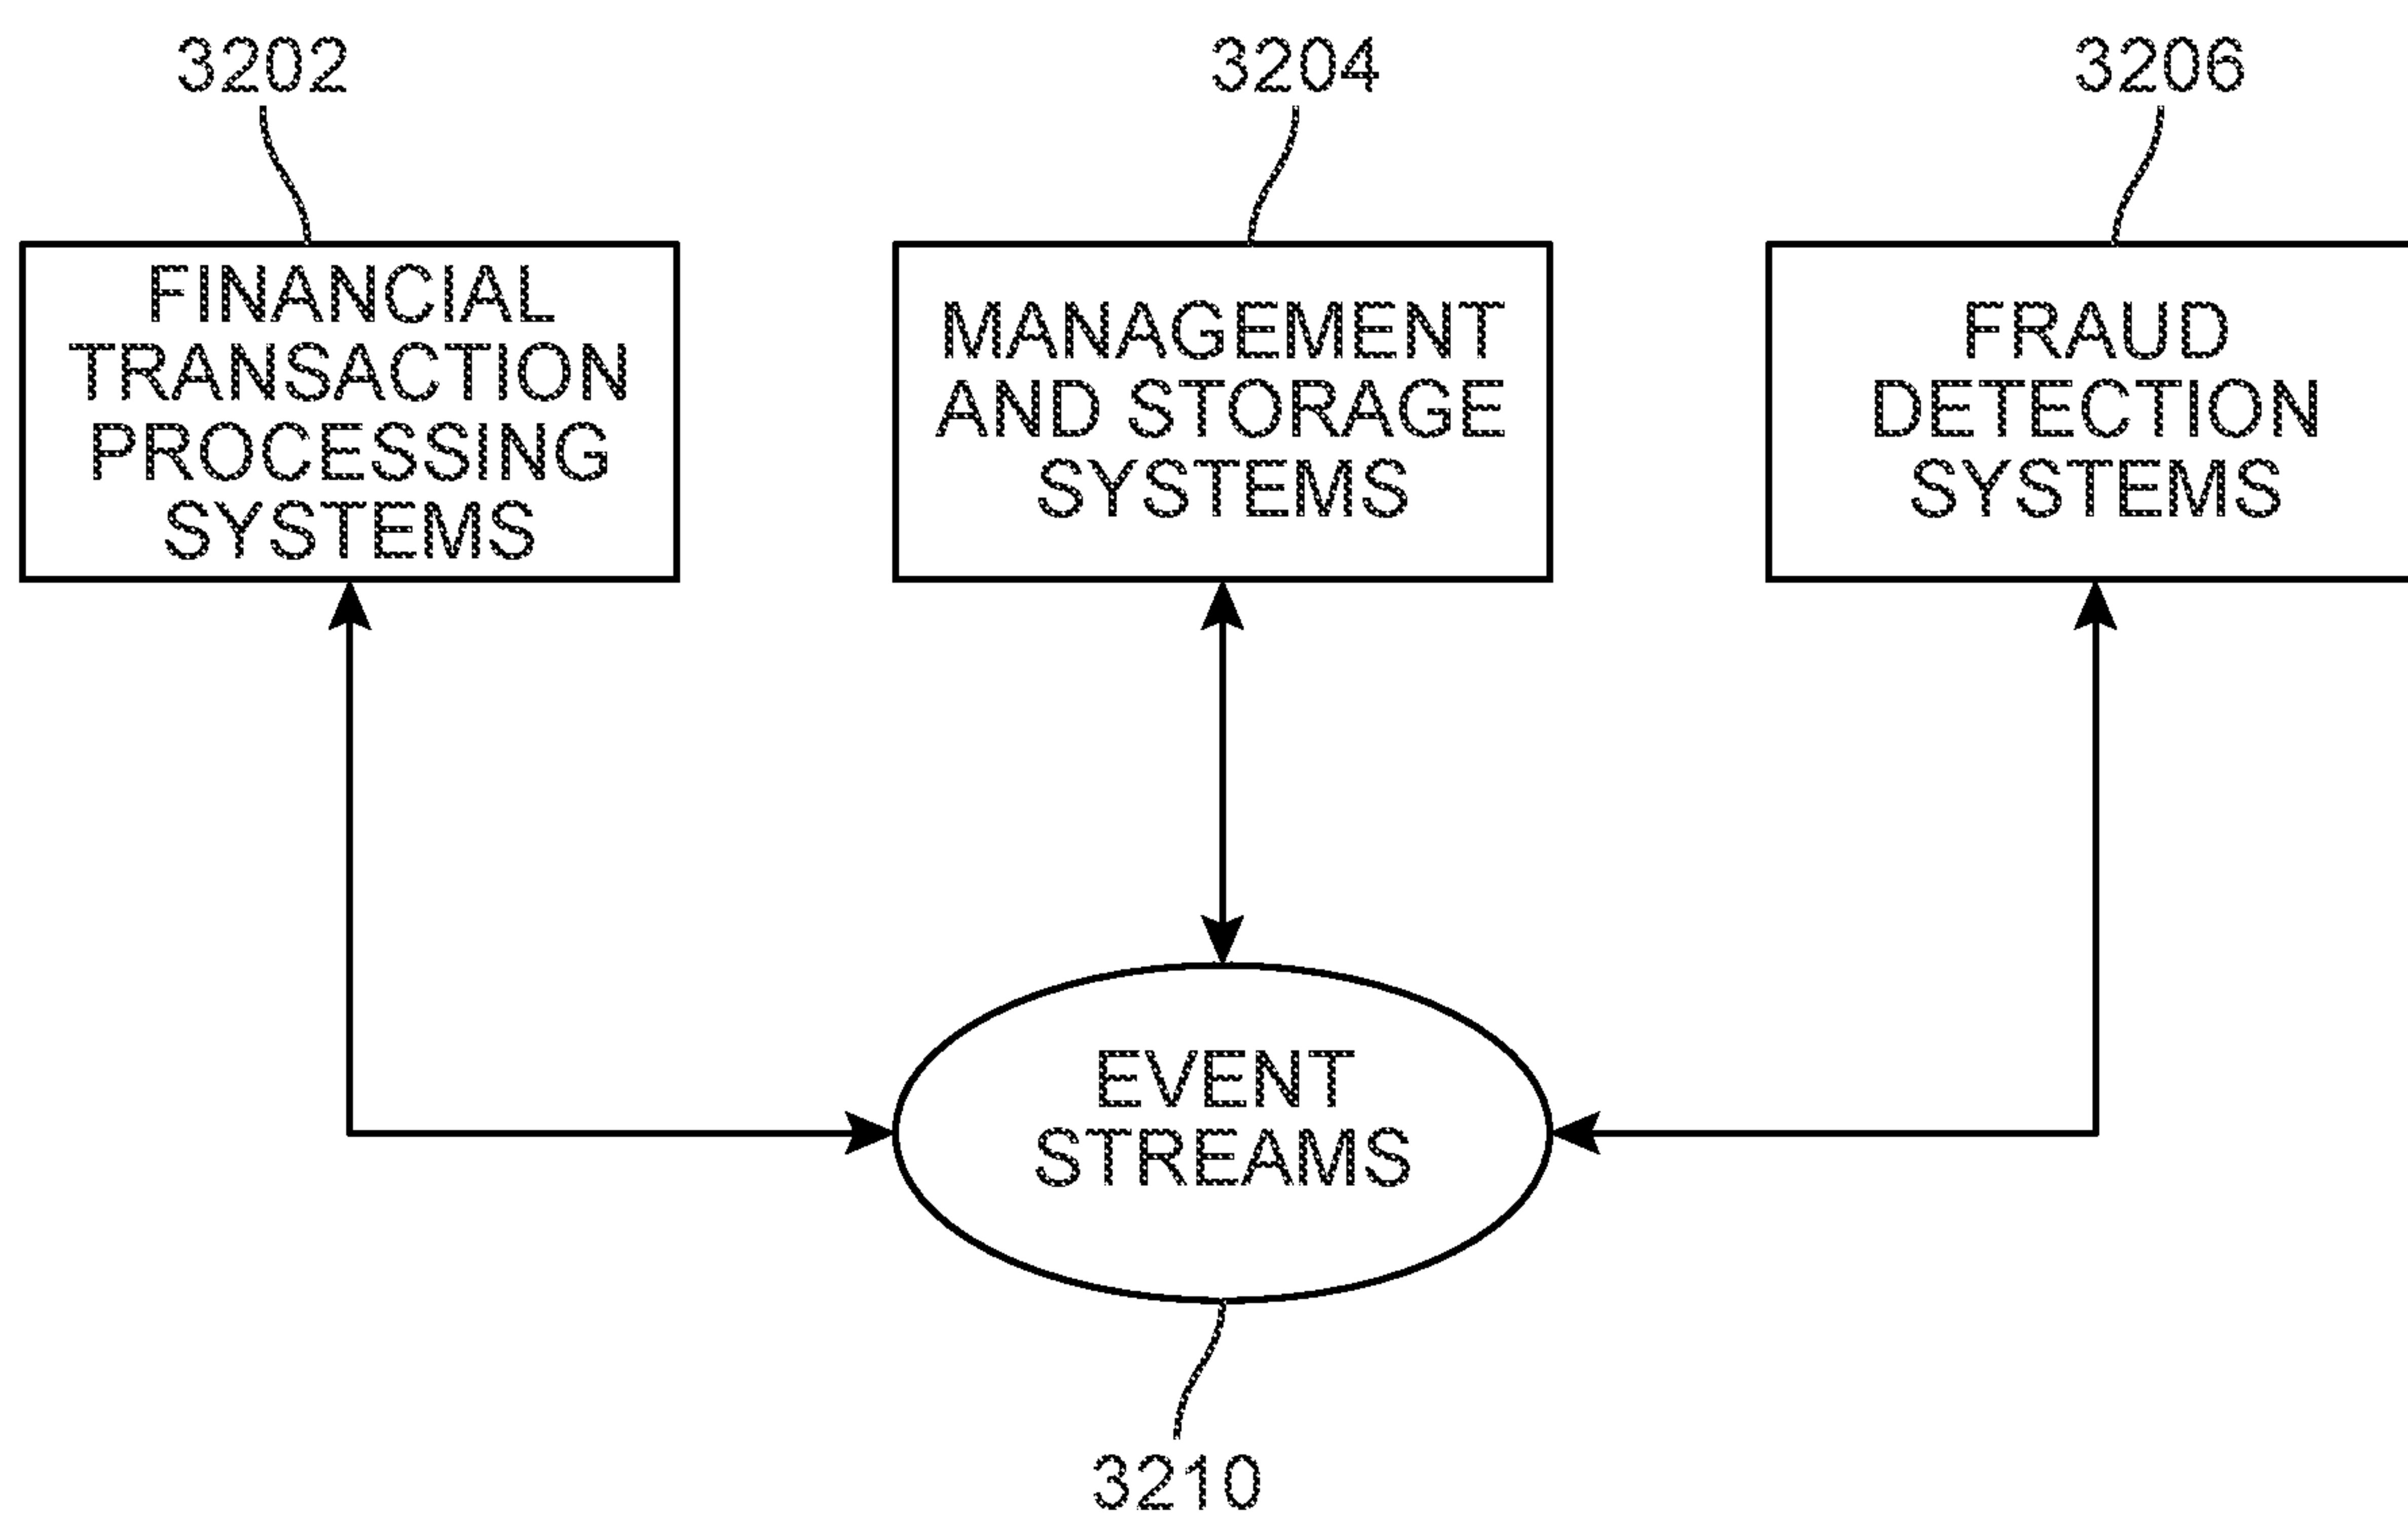 3202
3204
3206
FINANCIAL
TRANSACTION
PROCESSING
SYSTEMS
MANAGEMENT
AND STORAGE
SYSTEMS
FRAUD
DETECTION
SYSTEMS
EVENT
STREAMS
3210